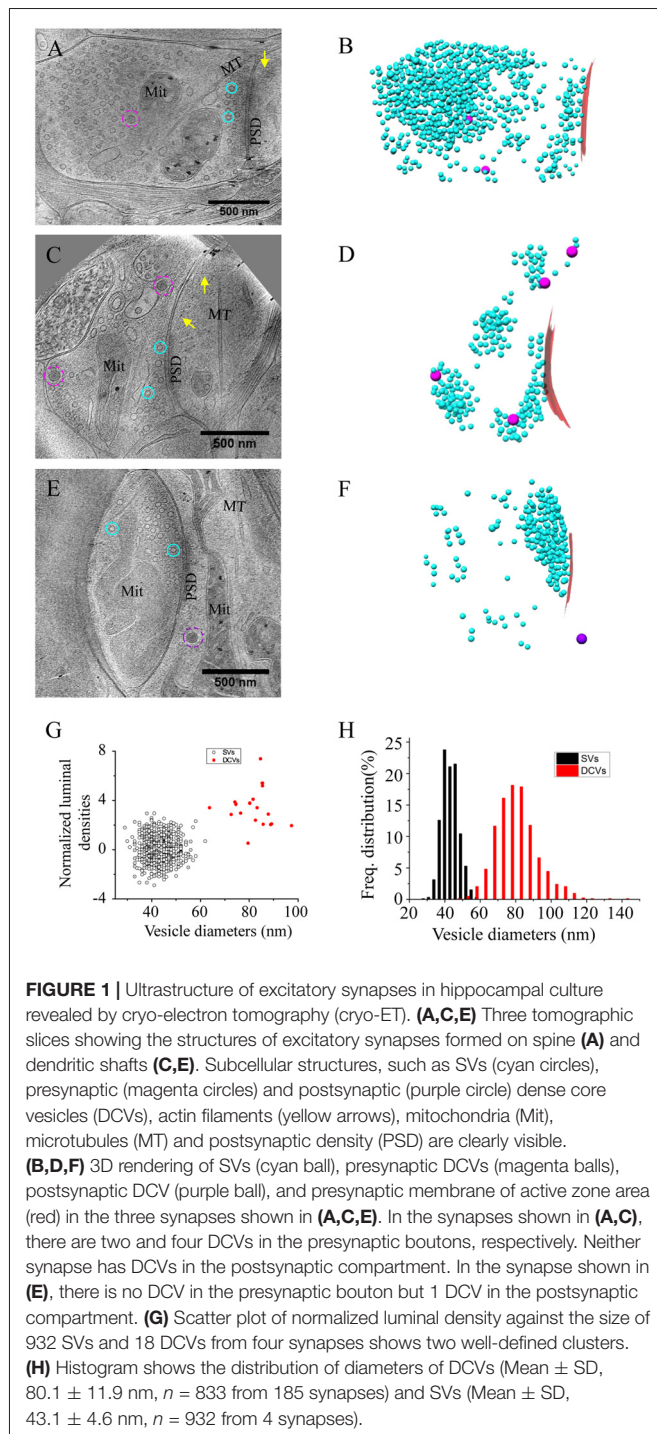 A
MT
Mit
PSD
500 nm
B
C
MT
Mit
PSD
500 nm
D
E
MT
Mit
PSD
Mit
500 nm
F
G
SVs
DCVs
8
4
0
-4
Normalized luminal
densities
40
60
80
100
Vesicle diameters (nm)
H
SVs
DCVs
25
20
15
10
5
0
Freq. distribution(%)
20
40
60
80
100
120
140
Vesicle diameters (nm)
FIGURE 1 | Ultrastructure of excitatory synapses in hippocampal culture
revealed by cryo-electron tomography (cryo-ET). (A,C,E) Three tomographic
slices showing the structures of excitatory synapses formed on spine (A) and
dendritic shafts (C,E). Subcellular structures, such as SVs (cyan circles),
presynaptic (magenta circles) and postsynaptic (purple circle) dense core
vesicles (DCVs), actin filaments (yellow arrows), mitochondria (Mit),
microtubules (MT) and postsynaptic density (PSD) are clearly visible.
(B,D,F) 3D rendering of SVs (cyan ball), presynaptic DCVs (magenta balls),
postsynaptic DCV (purple ball), and presynaptic membrane of active zone area
(red) in the three synapses shown in (A,C,E). In the synapses shown in (A,C),
there are two and four DCVs in the presynaptic boutons, respectively. Neither
synapse has DCVs in the postsynaptic compartment. In the synapse shown in
(E), there is no DCV in the presynaptic bouton but 1 DCV in the postsynaptic
compartment. (G) Scatter plot of normalized luminal density against the size of
932 SVs and 18 DCVs from four synapses shows two well-defined clusters.
(H) Histogram shows the distribution of diameters of DCVs (Mean ± SD,
80.1 ± 11.9 nm, n = 833 from 185 synapses) and SVs (Mean ± SD,
43.1 ± 4.6 nm, n = 932 from 4 synapses).